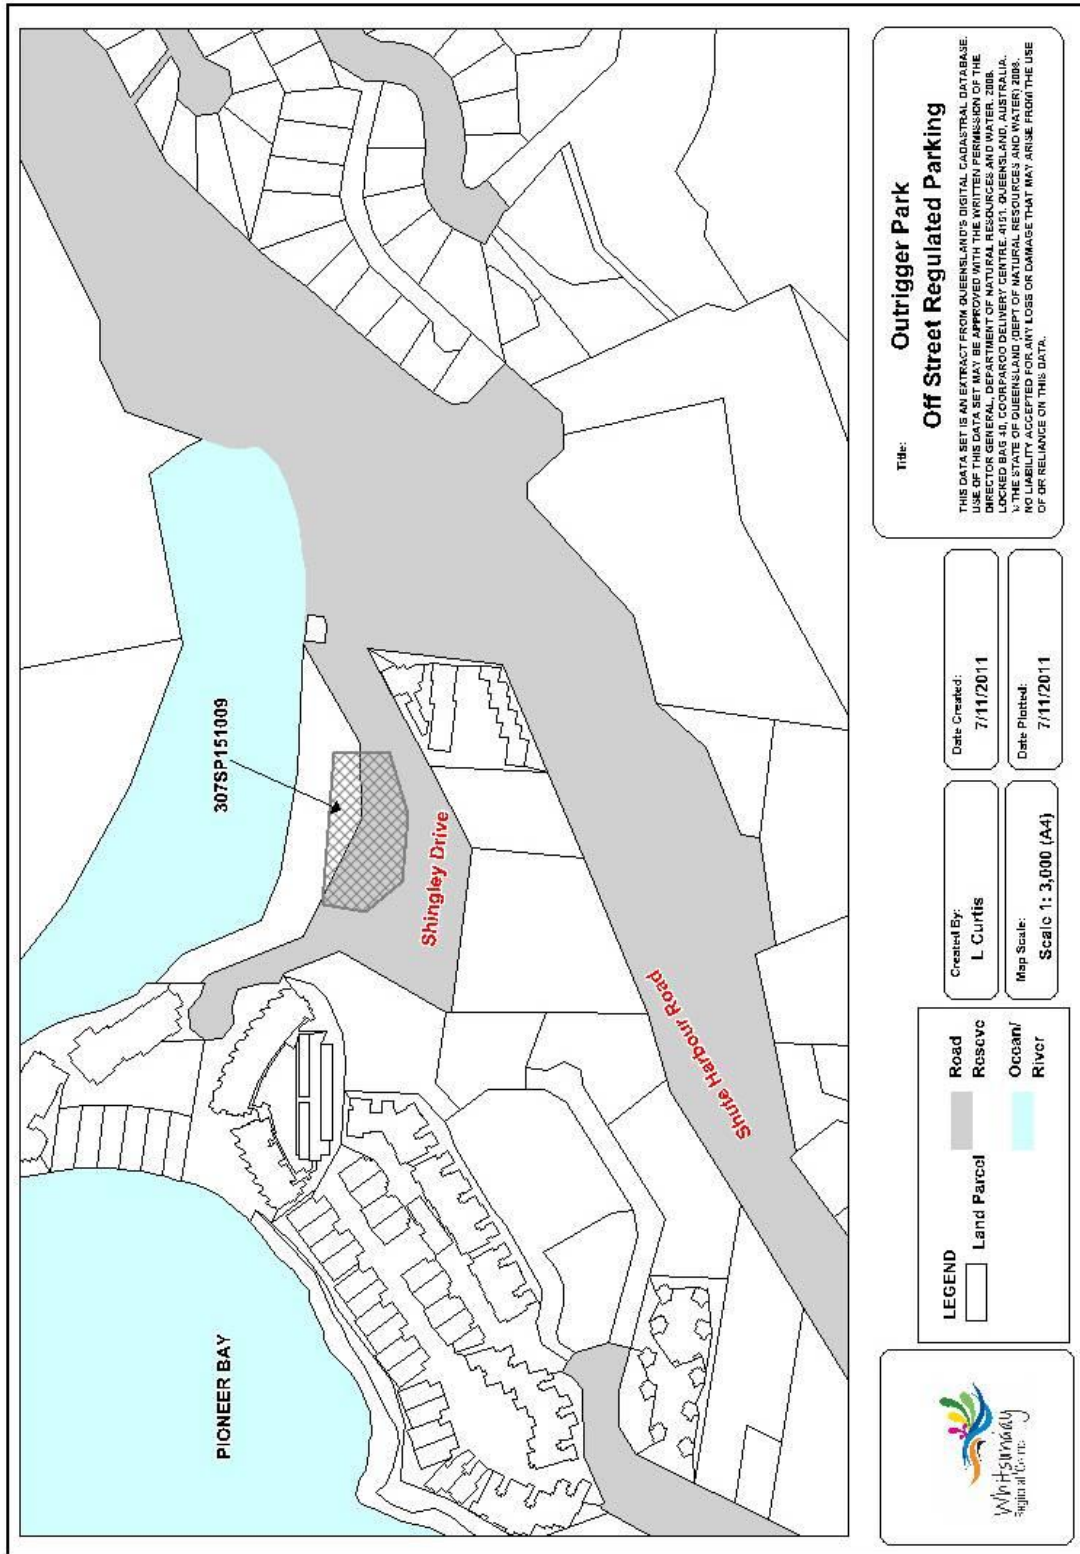 PIONEER BAY
307SP151009
Shingley Drive
Shute Harbour Road
Whitsunday
Regional Council
LEGEND
Land Parcel
Road
Reseve
Ocean/
River
Created By:
L Curtis
Map Scale:
Scale 1: 3,000 (A4)
Date Created:
7/11/2011
Date Plotted:
7/11/2011
Title:
Outrigger Park
Off Street Regulated Parking
THIS DATA SET IS AN EXTRACT FROM QUEENSLAND'S DIGITAL CADASTRAL DATABASE.
USE OF THIS DATA SET MAY BE APPROVED WITH THE WRITTEN PERMISSION OF THE
DIRECTOR GENERAL, DEPARTMENT OF NATURAL RESOURCES AND WATER, 2008.
LOCKED BAG 40, COORPAROO DELIVERY CENTRE, 4151, QUEENSLAND, AUSTRALIA.
THE STATE OF QUEENSLAND (DEPT OF NATURAL RESOURCES AND WATER) 2008.
NO LIABILITY ACCEPTED FOR ANY LOSS OR DAMAGE THAT MAY ARISE FROM THE USE
OF OR RELIANCE ON THIS DATA.